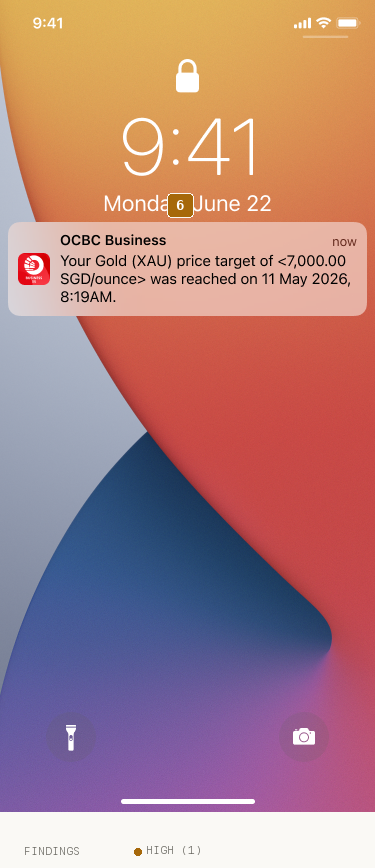 9:41
9:41
Monda 6 June 22
OCBC Business
now
Your Gold (XAU) price target of <7,000.00
SGD/ounce> was reached on 11 May 2026,
8:19AM.
FINDINGS
HIGH (1)